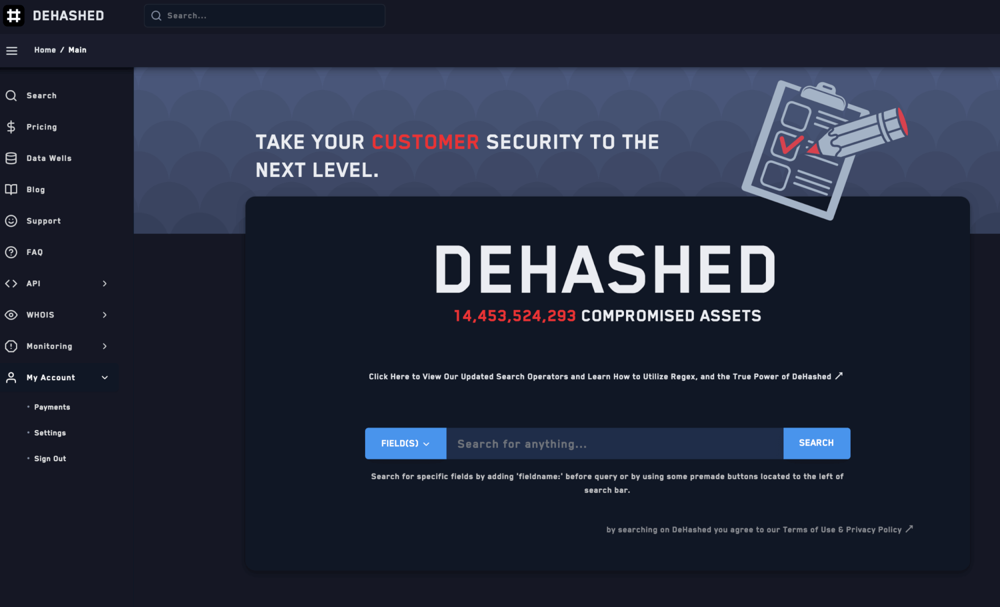 DEHASHED
Search...
Home / Main
Search
Pricing
Data Wells
Blog
Support
FAQ
API
WHOIS
Monitoring
My Account
• Payments
• Settings
• Sign Out
TAKE YOUR CUSTOMER SECURITY TO THE
NEXT LEVEL.
DEHASHED
14,453,524,293 COMPROMISED ASSETS
Click Here to View Our Updated Search Operators and Learn How to Utilize Regex, and the True Power of DeHashed
FIELD(S)
Search for anything...
SEARCH
Search for specific fields by adding 'fieldname:' before query or by using some premade buttons located to the left of
search bar.
by searching on DeHashed you agree to our Terms of Use & Privacy Policy